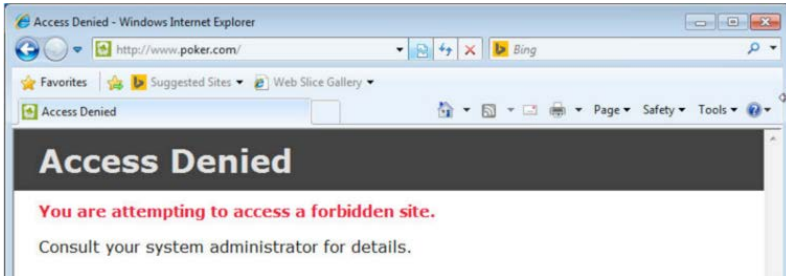 Access Denied - Windows Internet Explorer
http://www.poker.com/
Bing
Favorites Suggested Sites Web Slice Gallery
Access Denied
Page Safety Tools
Access Denied
You are attempting to access a forbidden site.
Consult your system administrator for details.